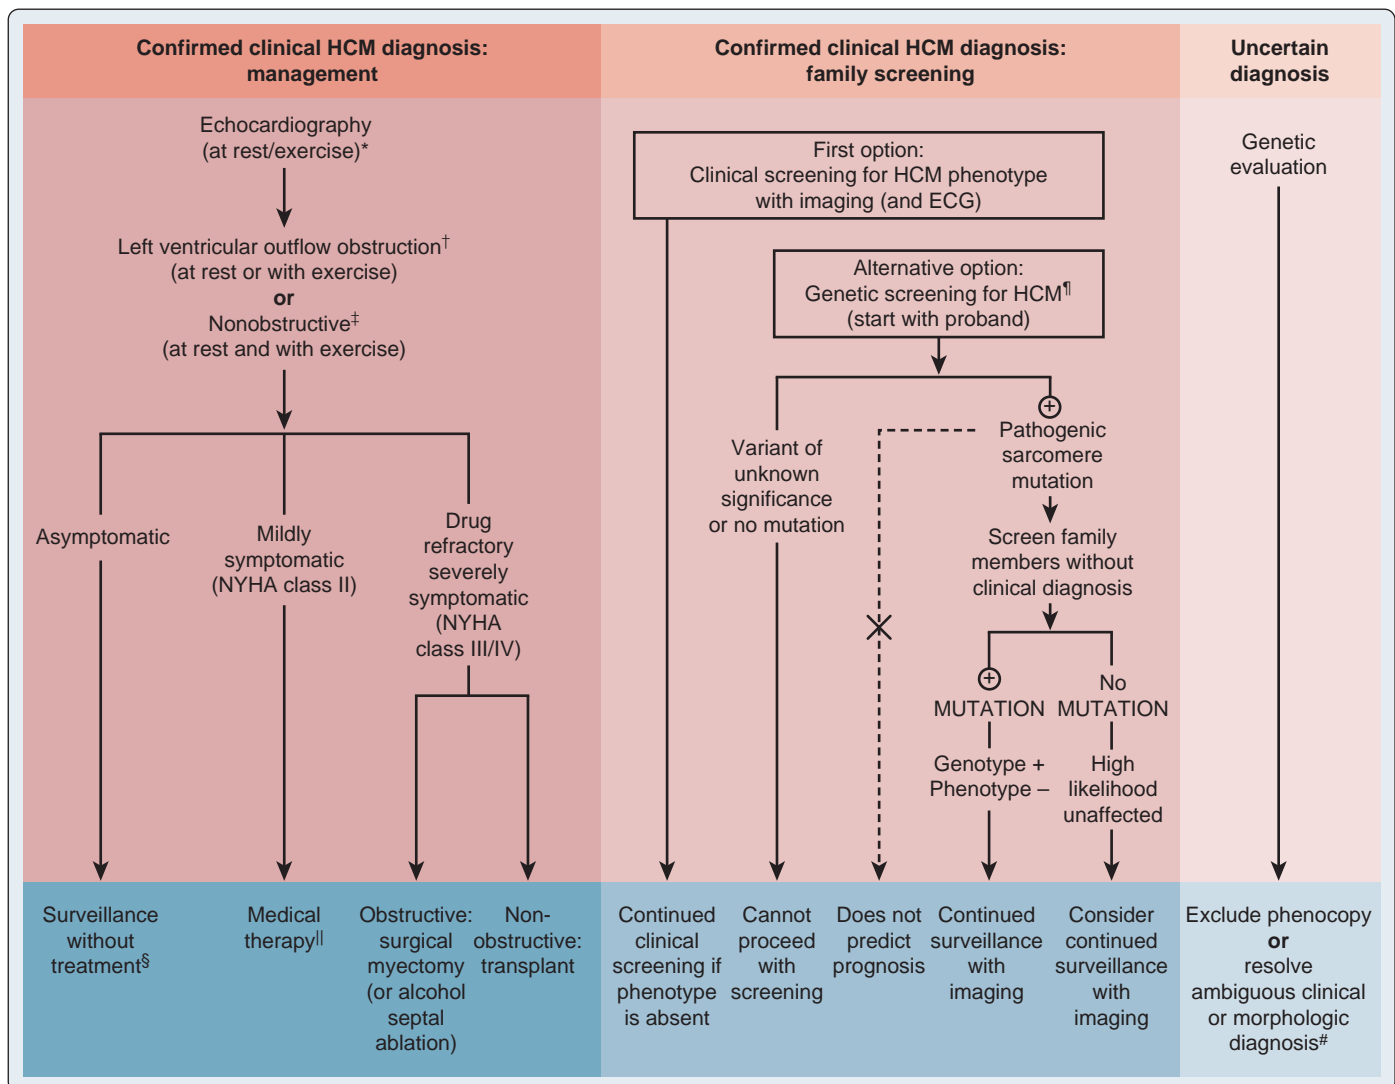 Confirmed clinical HCM diagnosis:
management
Confirmed clinical HCM diagnosis:
family screening
Uncertain
diagnosis
Echocardiography
(at rest/exercise)*
Left ventricular outflow obstruction†
(at rest or with exercise)
or
Nonobstructive‡
(at rest and with exercise)
Asymptomatic
Mildly
symptomatic
(NYHA class II)
Drug
refractory
severely
symptomatic
(NYHA
class III/IV)
First option:
Clinical screening for HCM phenotype
with imaging (and ECG)
Alternative option:
Genetic screening for HCM¶
(start with proband)
Variant of
unknown
significance
or no mutation
+
Pathogenic
sarcomere
mutation
Screen family
members without
clinical diagnosis
+
MUTATION
No
MUTATION
Genotype +
Phenotype –
High
likelihood
unaffected
Genetic
evaluation
Surveillance
without
treatment§
Medical
therapy||
Obstructive:
surgical
myectomy
(or alcohol
septal
ablation)
Non-
obstructive:
transplant
Continued
clinical
screening if
phenotype
is absent
Cannot
proceed
with
screening
Does not
predict
prognosis
Continued
surveillance
with
imaging
Consider
continued
surveillance
with
imaging
Exclude phenocopy
or
resolve
ambiguous clinical
or morphologic
diagnosis#